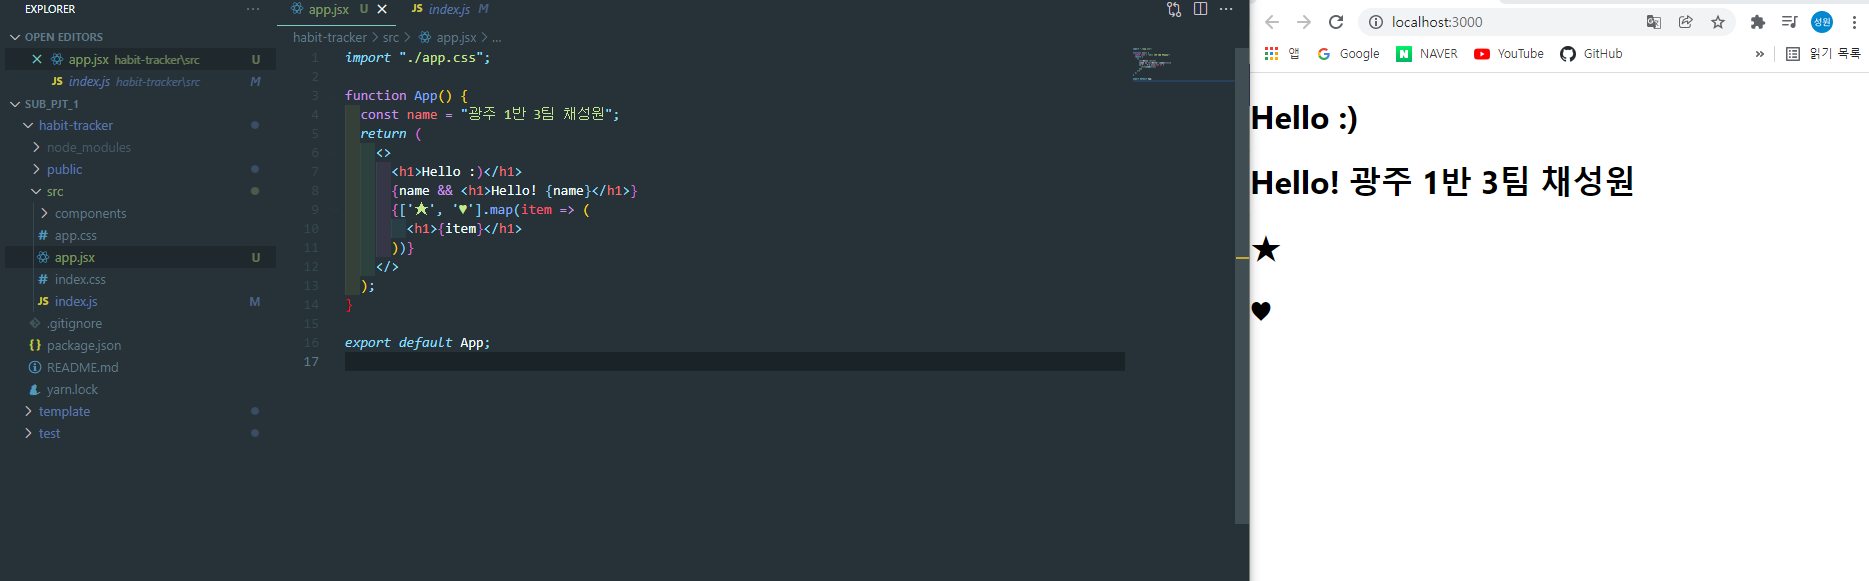 EXPLORER ...
OPEN EDITORS
app.jsx habit-tracker\src U
JS index.js habit-tracker\src M
SUB_PJT_1
habit-tracker
node_modules
public
src
components
# app.css
app.jsx U
# index.css
JS index.js M
.gitignore
{} package.json
README.md
yarn.lock
template
test
app.jsx U JS index.js M ...
habit-tracker > src > app.jsx > ...
1 import "./app.css";
2
3 function App() {
4 const name = "광주 1반 3팀 채성원";
5 return (
6 <>
7 <h1>Hello :)</h1>
8 {name && <h1>Hello! {name}</h1>}
9 {['★', '♥'].map(item => (
10 <h1>{item}</h1>
11 ))}
12 </>
13 );
14 }
15
16 export default App;
17
localhost:3000 성원
앱 Google NAVER YouTube GitHub » 읽기 목록
Hello :)
Hello! 광주 1반 3팀 채성원
★
♥